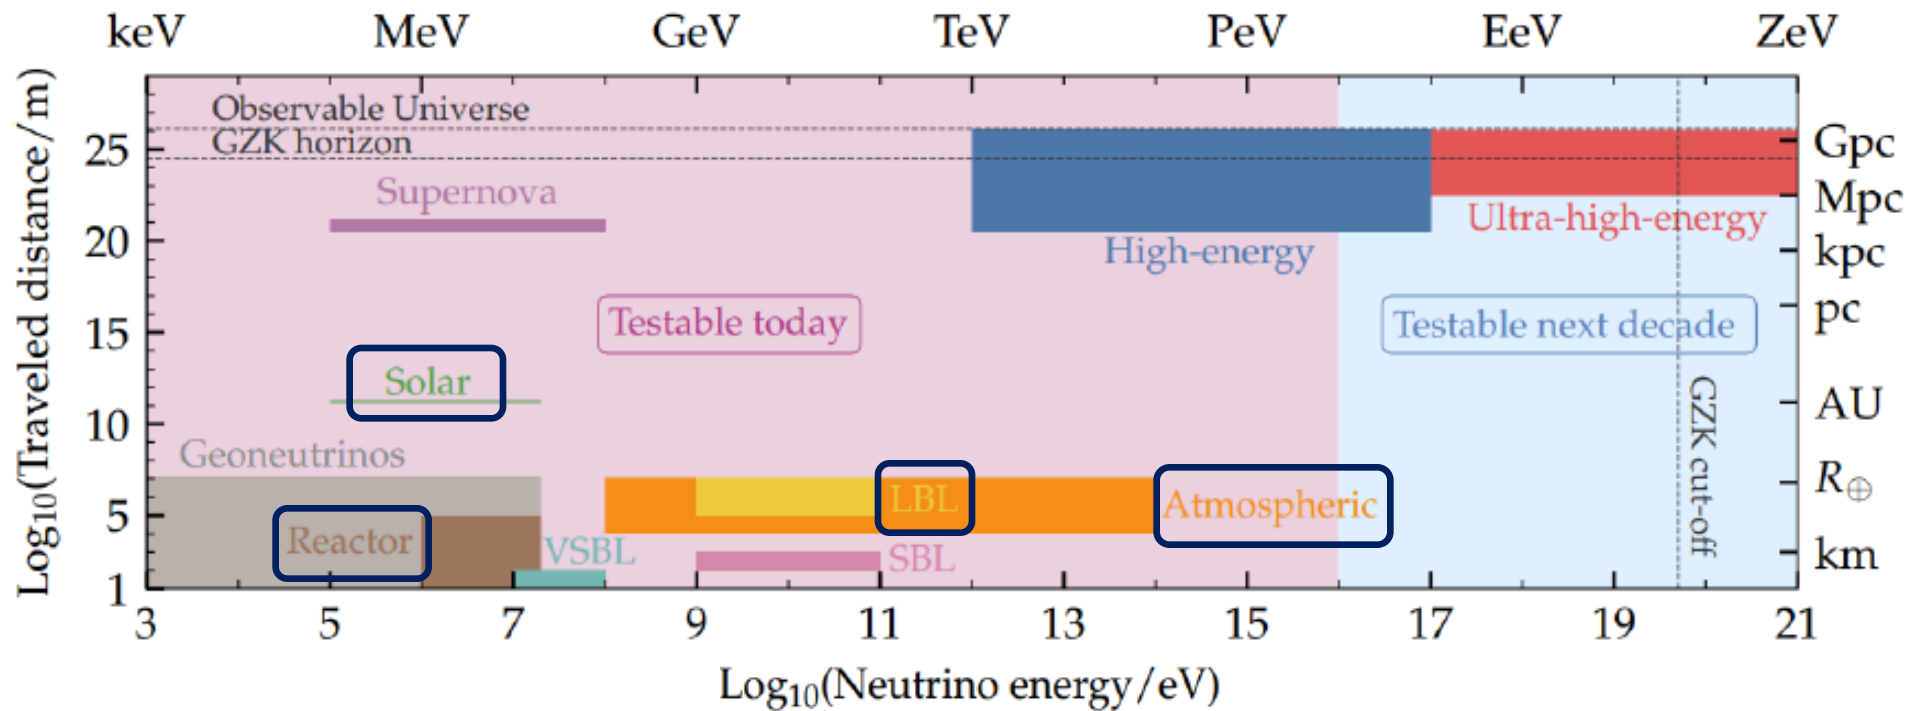 keV MeV GeV TeV PeV EeV ZeV
Observable Universe
GZK horizon
Supernova
Ultra-high-energy
High-energy
Testable today
Testable next decade
Solar
Geoneutrinos
LBL
Atmospheric
Reactor
VSBL
SBL
GZK cut-off
25
20
15
10
5
1
Gpc
Mpc
kpc
pc
AU
R⊕
km
3 5 7 9 11 13 15 17 19 21
Log₁₀(Traveled distance/m)
Log₁₀(Neutrino energy/eV)